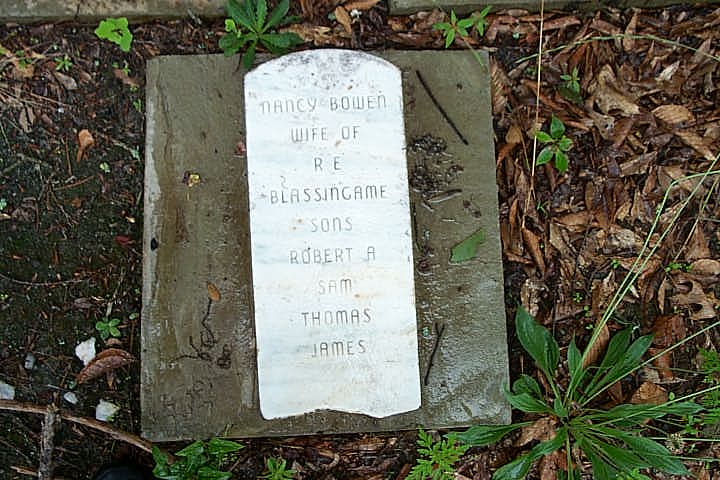 NANCY BOWEN
WIFE OF
R E
BLASSINGAME
SONS
ROBERT A
SAM
THOMAS
JAMES